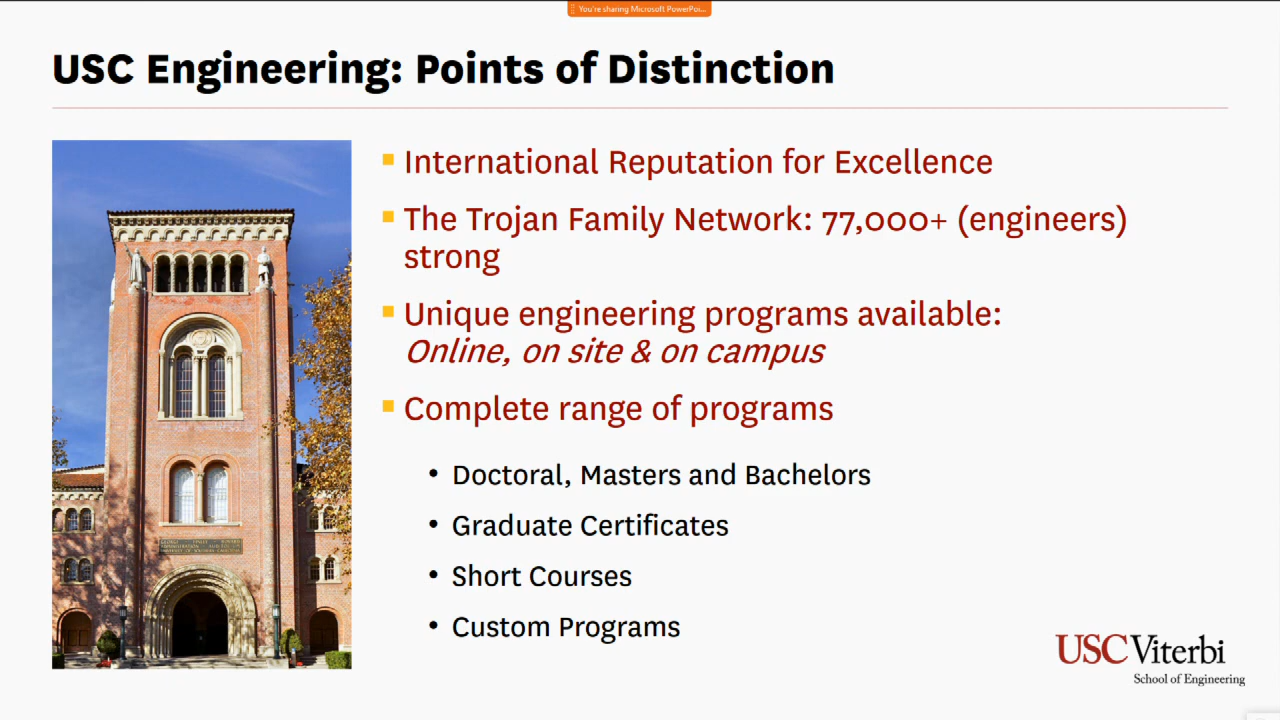 You're sharing Microsoft PowerPoi...
USC Engineering: Points of Distinction
International Reputation for Excellence
The Trojan Family Network: 77,000+ (engineers)
strong
Unique engineering programs available:
Online, on site & on campus
Complete range of programs
• Doctoral, Masters and Bachelors
• Graduate Certificates
• Short Courses
• Custom Programs
USC Viterbi
School of Engineering